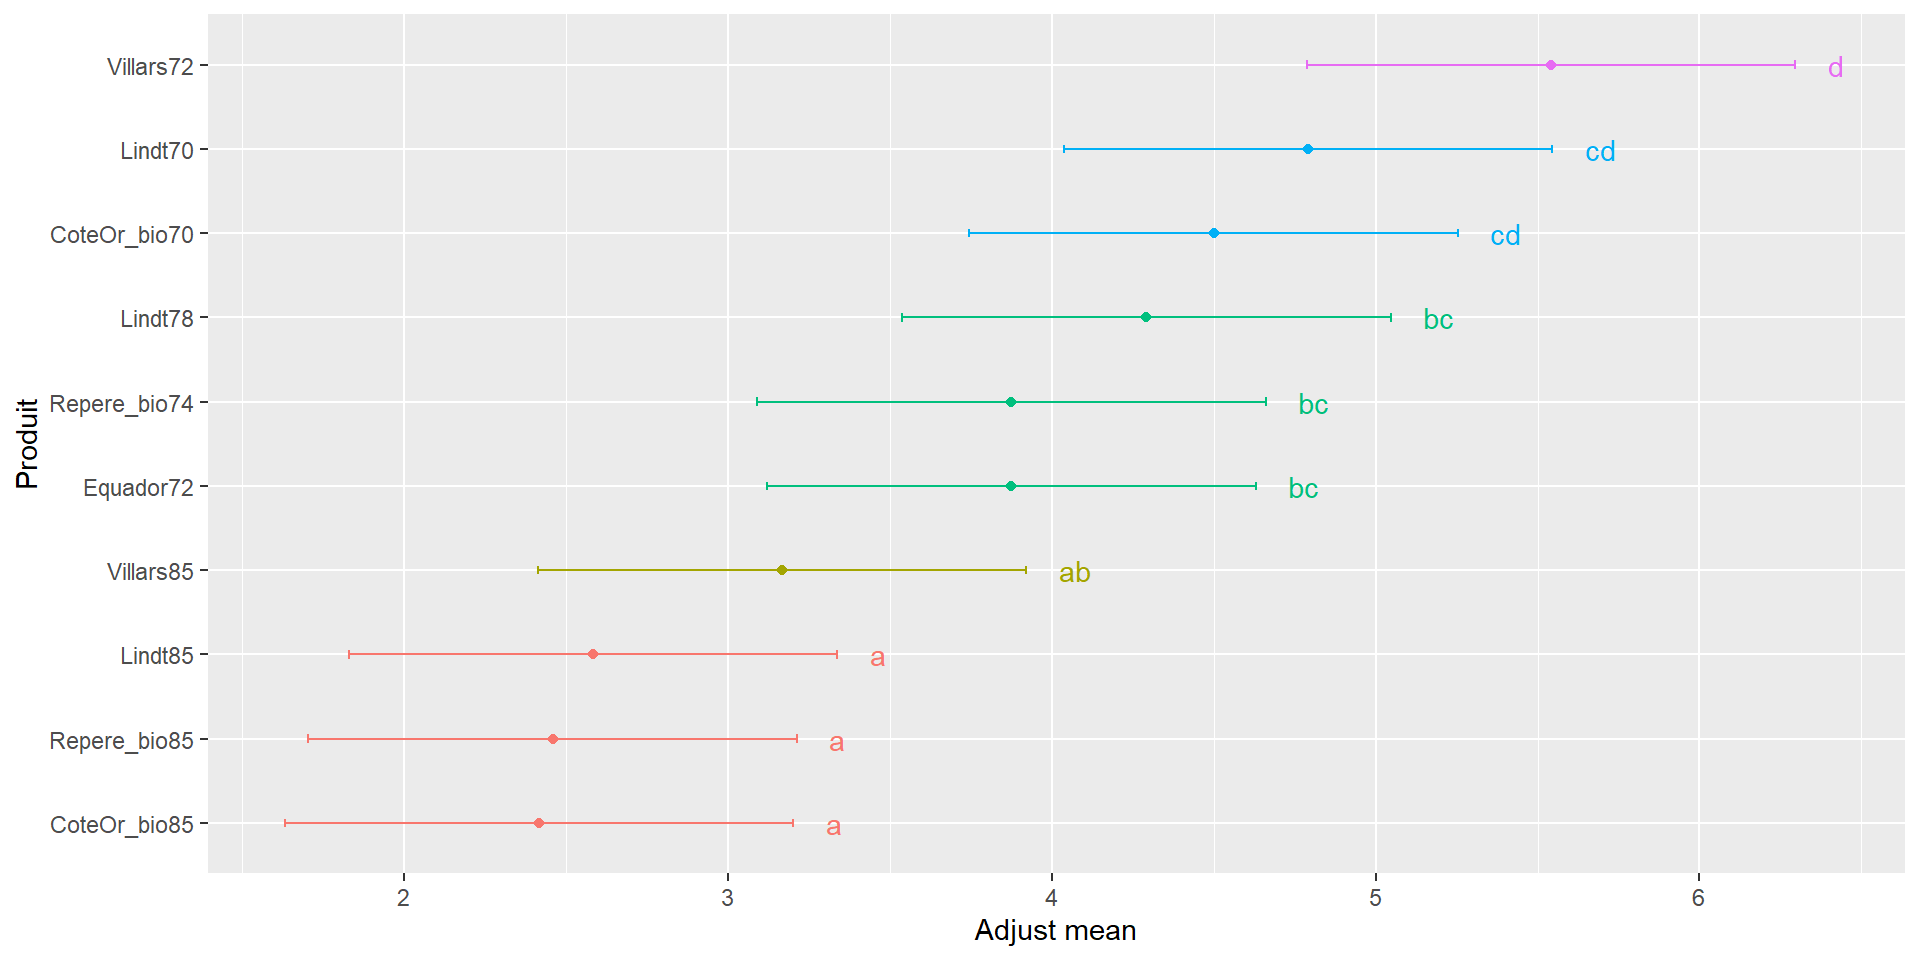 Villars72
d
Lindt70
cd
CoteOr_bio70
cd
Lindt78
bc
Repere_bio74
bc
Equador72
bc
Villars85
ab
Lindt85
a
Repere_bio85
a
CoteOr_bio85
a
Produit
2 3 4 5 6
Adjust mean